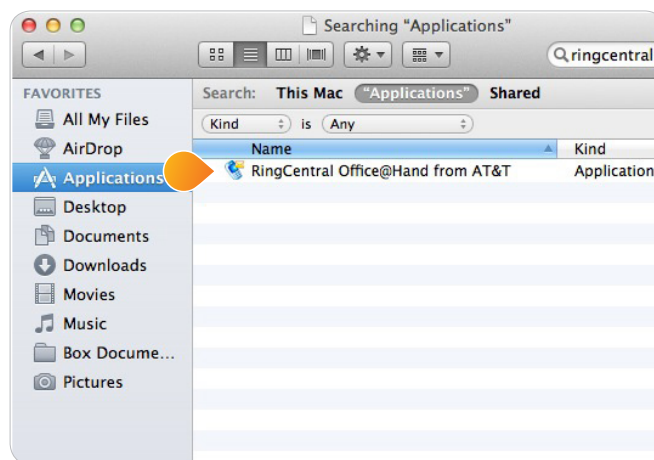 Searching "Applications"
ringcentral
FAVORITES
All My Files
AirDrop
Applications
Desktop
Documents
Downloads
Movies
Music
Box Docume...
Pictures
Search: This Mac "Applications" Shared
Kind is Any
Name Kind
RingCentral Office@Hand from AT&T Application